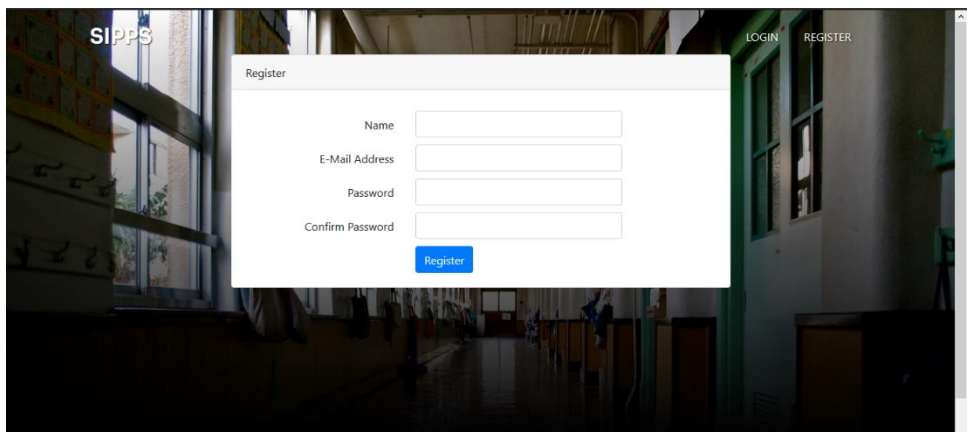 SIPPS
LOGIN REGISTER
Register
Name
E-Mail Address
Password
Confirm Password
Register